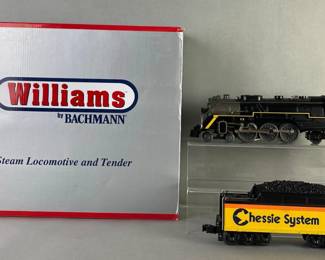 Williams
by BACHMANN
Steam Locomotive and Tender
Chessie System